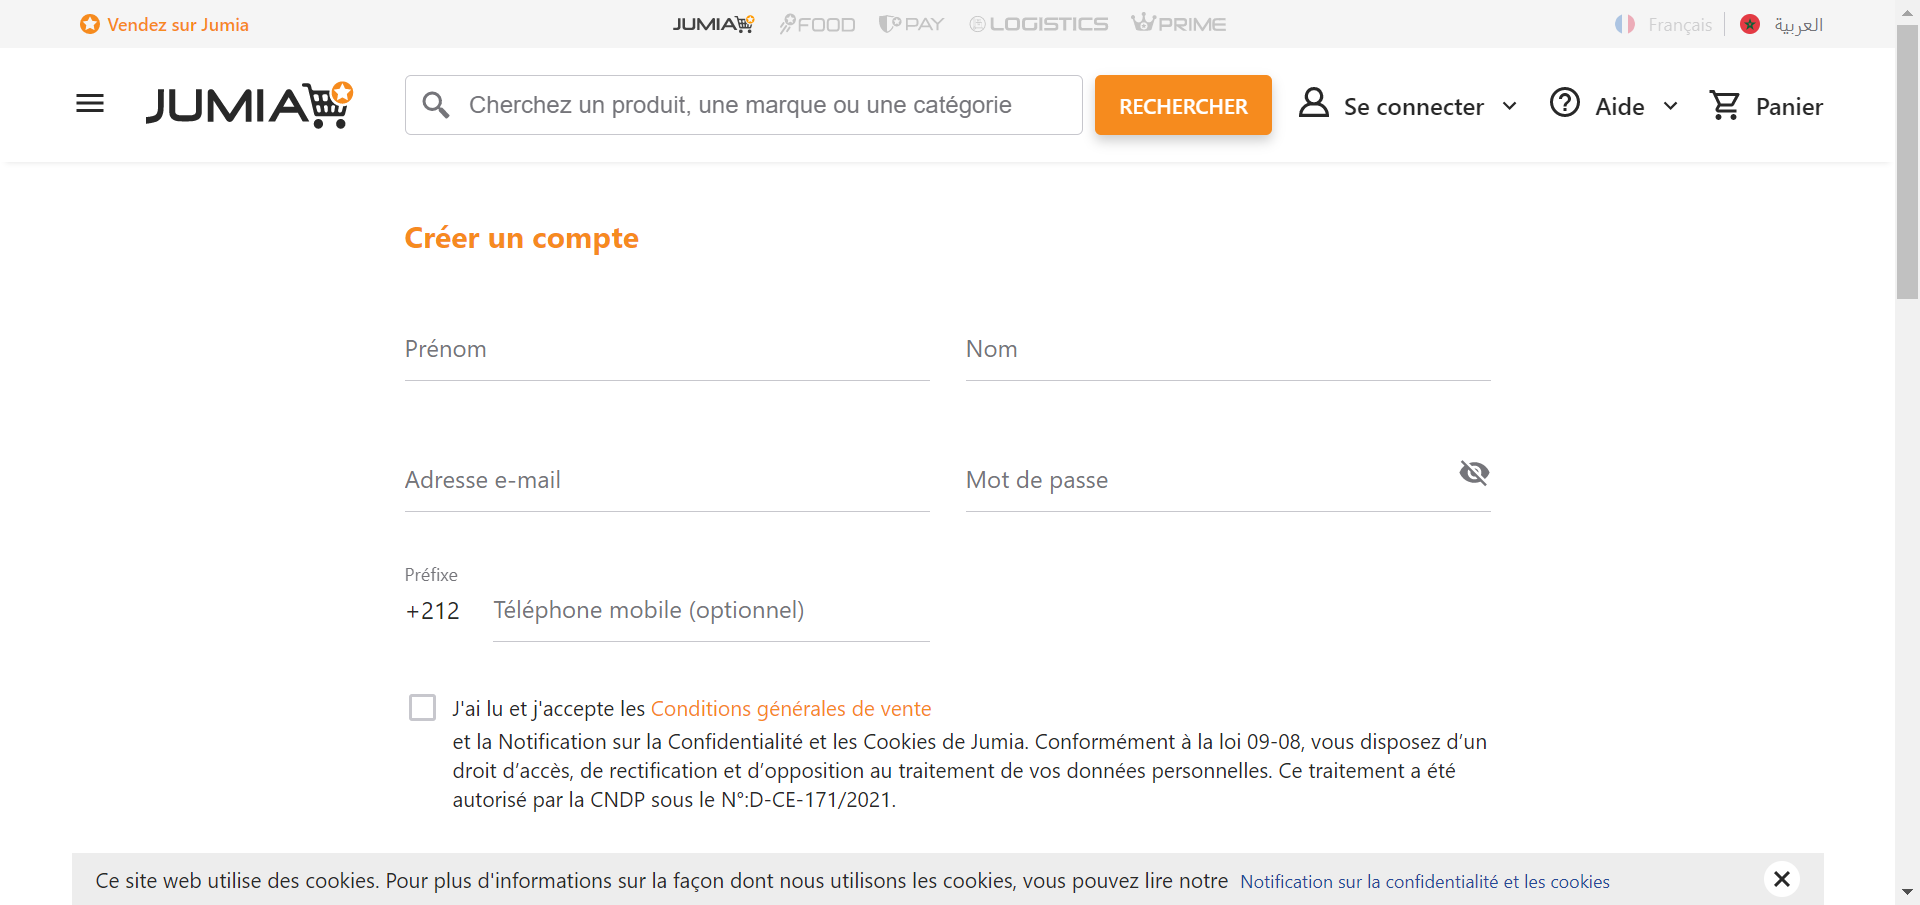 Vendez sur Jumia
JUMIA
FOOD
PAY
LOGISTICS
PRIME
Français
العربية
JUMIA
Cherchez un produit, une marque ou une catégorie
RECHERCHER
Se connecter
Aide
Panier
Créer un compte
Prénom
Nom
Adresse e-mail
Mot de passe
Préfixe
+212
Téléphone mobile (optionnel)
J'ai lu et j'accepte les Conditions générales de vente
et la Notification sur la Confidentialité et les Cookies de Jumia. Conformément à la loi 09-08, vous disposez d’un
droit d’accès, de rectification et d’opposition au traitement de vos données personnelles. Ce traitement a été
autorisé par la CNDP sous le N°:D-CE-171/2021.
Ce site web utilise des cookies. Pour plus d'informations sur la façon dont nous utilisons les cookies, vous pouvez lire notre Notification sur la confidentialité et les cookies